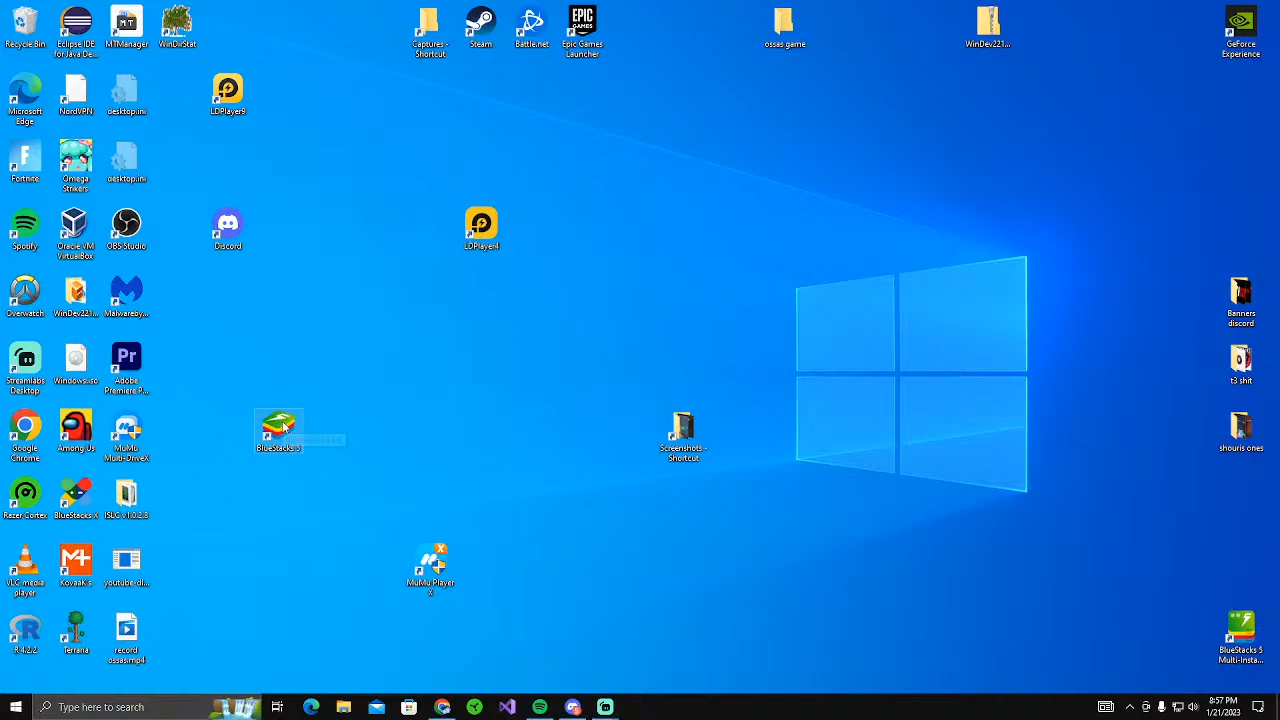 Recycle Bin
Eclipse IDE
for Java De...
MTManager
WinDirStat
Captures -
Shortcut
Steam
Battle.net
EPIC
GAMES
Epic Games
Launcher
ossas game
WinDev221...
GeForce
Experience
Microsoft
Edge
NordVPN
desktop.ini
LDPlayer9
Fortnite
Omega
Strikers
desktop.ini
Spotify
Oracle VM
VirtualBox
OBS Studio
Discord
LDPlayer4
Overwatch
WinDev221...
Malwareby...
Banners
discord
Streamlabs
Desktop
Windows.iso
Pr
Adobe
Premiere P...
t3 shit
Google
Chrome
Among Us
MuMu
Multi-DriveX
BlueStacks 5
Screenshots -
Shortcut
shouris ones
Razer Cortex
BlueStacks X
ISLC v1.0.2.8
VLC media
player
KovaaK's
youtube-dl...
MuMu Player
X
R 4.2.2
Terraria
record
ossas.mp4
BlueStacks 5
Multi-Insta...
Type here to search
8:57 PM
1/21/2023